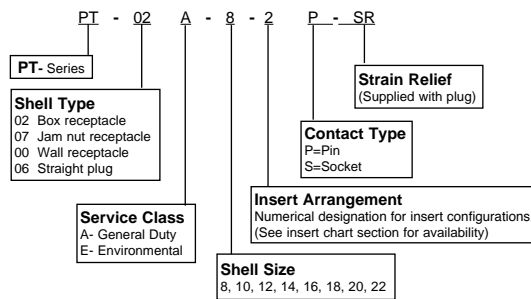 PT - 02 A - 8 - 2 P - SR
PT- Series
Shell Type
02 Box receptacle
07 Jam nut receptacle
00 Wall receptacle
06 Straight plug
Strain Relief
(Supplied with plug)
Contact Type
P=Pin
S=Socket
Service Class
A- General Duty
E- Environmental
Insert Arrangement
Numerical designation for insert configurations
(See insert chart section for availability)
Shell Size
8, 10, 12, 14, 16, 18, 20, 22